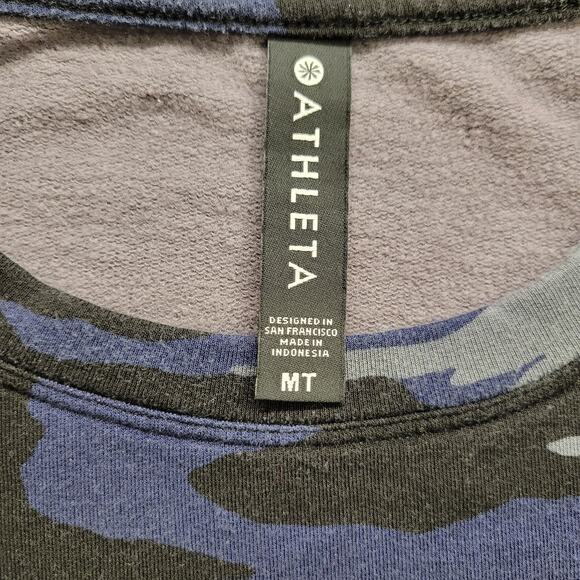 ATHLETA
DESIGNED IN
SAN FRANCISCO
MADE IN
INDONESIA
MT